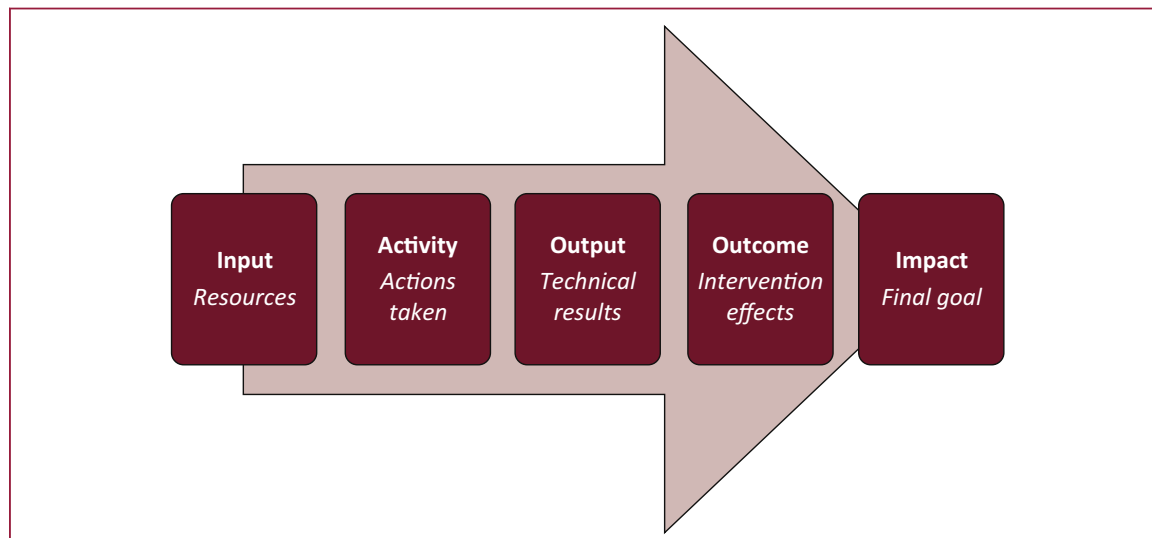 Input
Resources
Activity
Actions
taken
Output
Technical
results
Outcome
Intervention
effects
Impact
Final goal